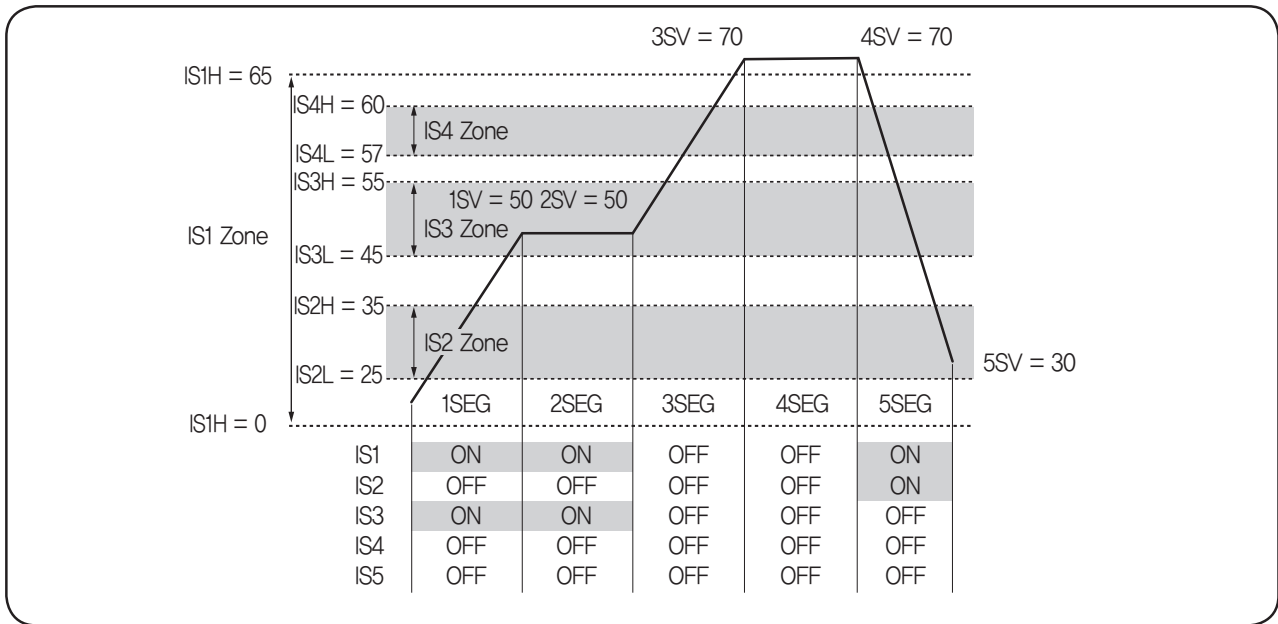 3SV = 70 4SV = 70
IS1H = 65
IS4H = 60
IS4 Zone
IS4L = 57
IS3H = 55
1SV = 50 2SV = 50
IS1 Zone
IS3 Zone
IS3L = 45
IS2H = 35
IS2 Zone
5SV = 30
IS2L = 25
1SEG 2SEG 3SEG 4SEG 5SEG
IS1H = 0
IS1 ON ON OFF OFF ON
IS2 OFF OFF OFF OFF ON
IS3 ON ON OFF OFF OFF
IS4 OFF OFF OFF OFF OFF
IS5 OFF OFF OFF OFF OFF